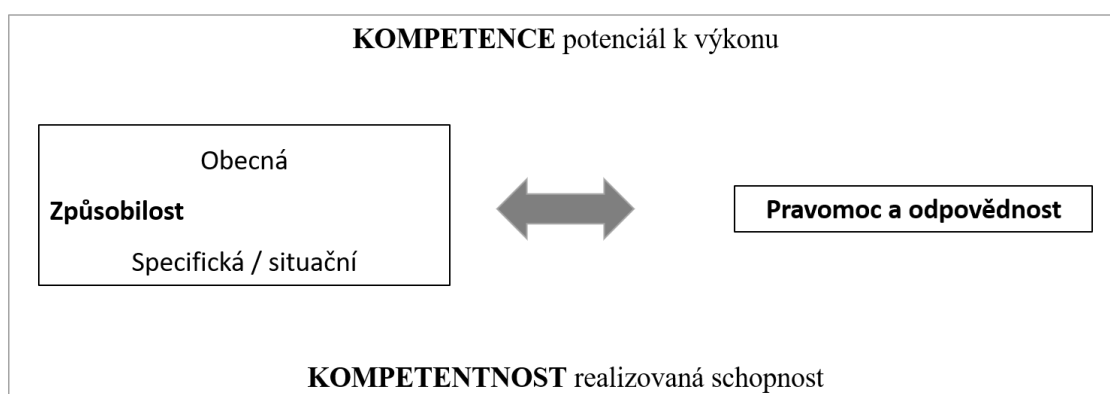 KOMPETENCE potenciál k výkonu
Obecná
Způsobilost
Specifická / situační
Pravomoc a odpovědnost
KOMPETENTNOST realizovaná schopnost